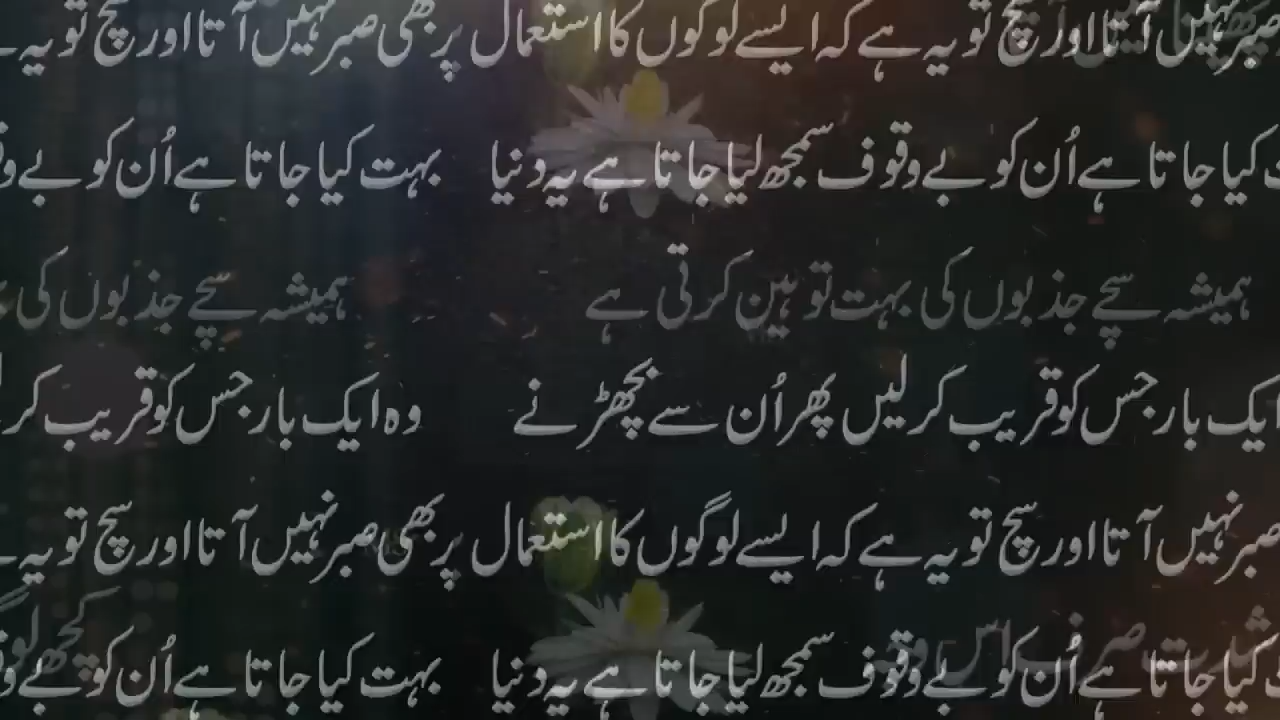 صبر نہیں آتا اور سچ تو یہ ہے کہ ایسے لوگوں کا استعمال پر بھی صبر نہیں آتا اور سچ تو یہ
کیا جاتا ہے اُن کو بے وقوف سمجھ لیا جاتا ہے یہ دنیا بہت کیا جاتا ہے اُن کو
ہمیشہ سچے جذبوں کی بہت توہین کرتی ہے ہمیشہ سچے جذبوں کی
ایک بار جس کو قریب کر لیں پھر اُن سے بچھڑنے وہ ایک بار جس کو قریب کر
صبر نہیں آتا اور سچ تو یہ ہے کہ ایسے لوگوں کا استعمال پر بھی صبر نہیں آتا اور سچ تو یہ
کچھ
کیا جاتا ہے اُن کو بے وقوف سمجھ لیا جاتا ہے یہ دنیا بہت کیا جاتا ہے اُن کو